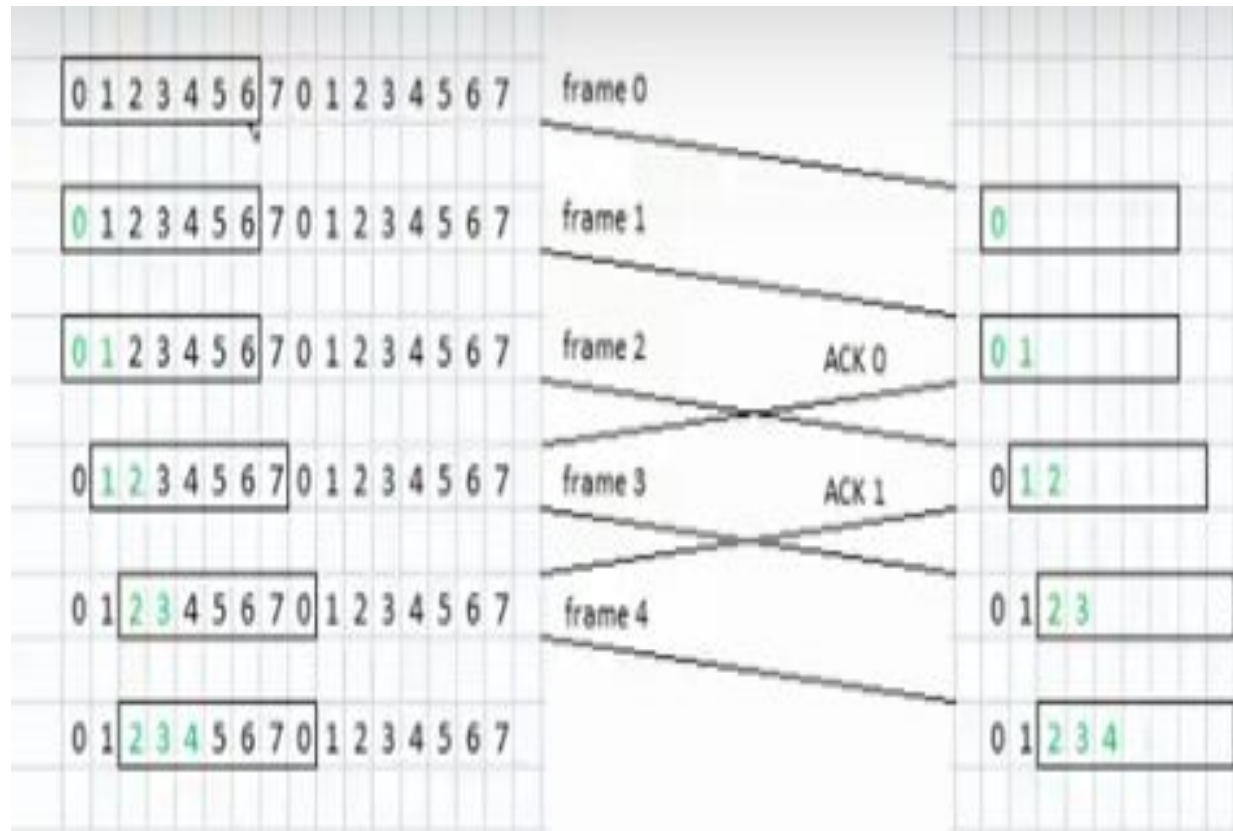 0 1 2 3 4 5 6 7 0 1 2 3 4 5 6 7 frame 0
0 1 2 3 4 5 6 7 0 1 2 3 4 5 6 7 frame 1 0
0 1 2 3 4 5 6 7 0 1 2 3 4 5 6 7 frame 2 ACK 0 0 1
0 1 2 3 4 5 6 7 0 1 2 3 4 5 6 7 frame 3 ACK 1 0 1 2
0 1 2 3 4 5 6 7 0 1 2 3 4 5 6 7 frame 4 0 1 2 3
0 1 2 3 4 5 6 7 0 1 2 3 4 5 6 7 0 1 2 3 4